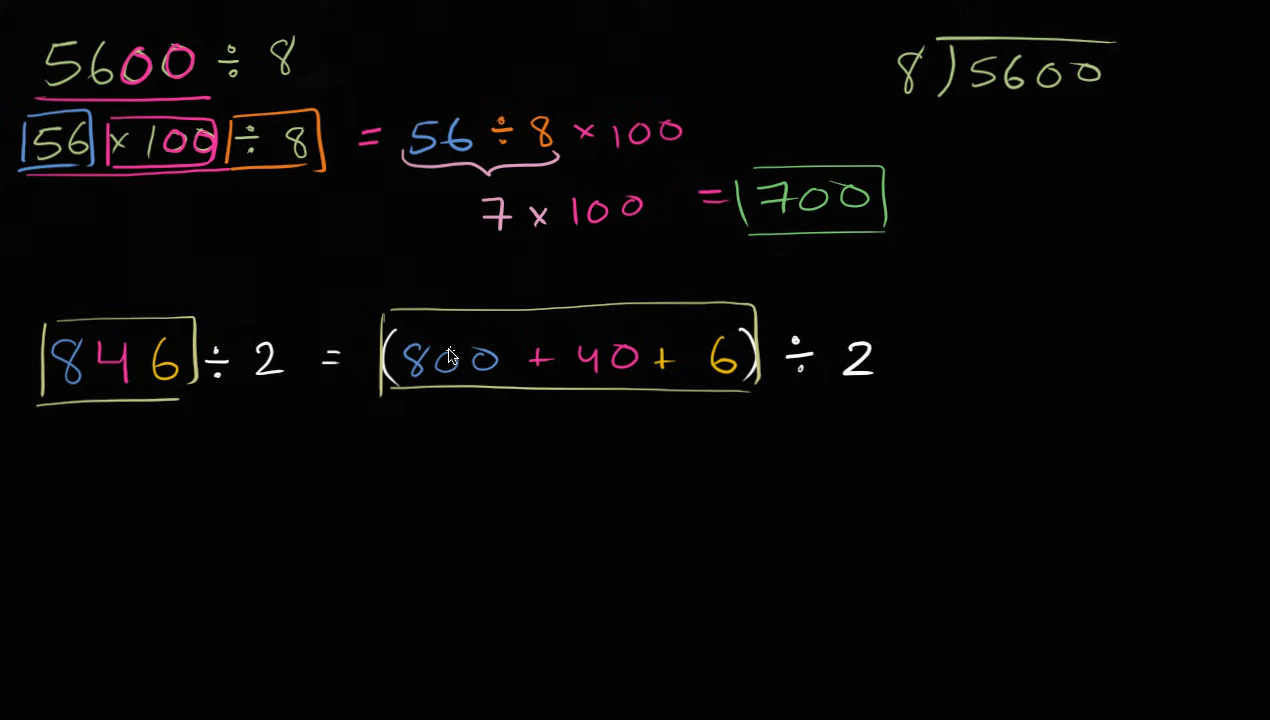 5600 ÷ 8
8)5600
56 × 100 ÷ 8 = 56 ÷ 8 × 100
7 × 100 = 700
846 ÷ 2 = (800 + 40 + 6) ÷ 2